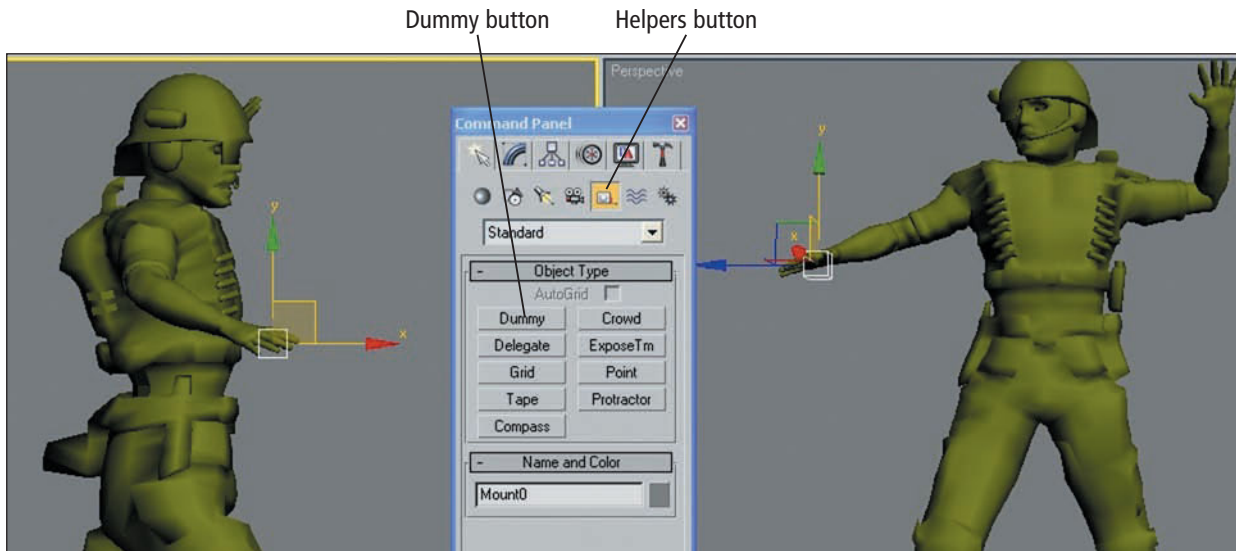 Dummy button
Helpers button
Perspective
Command Panel
Standard
- Object Type
AutoGrid
Dummy Crowd
Delegate ExposeTm
Grid Point
Tape Protractor
Compass
- Name and Color
Mount0
y
x
y
x